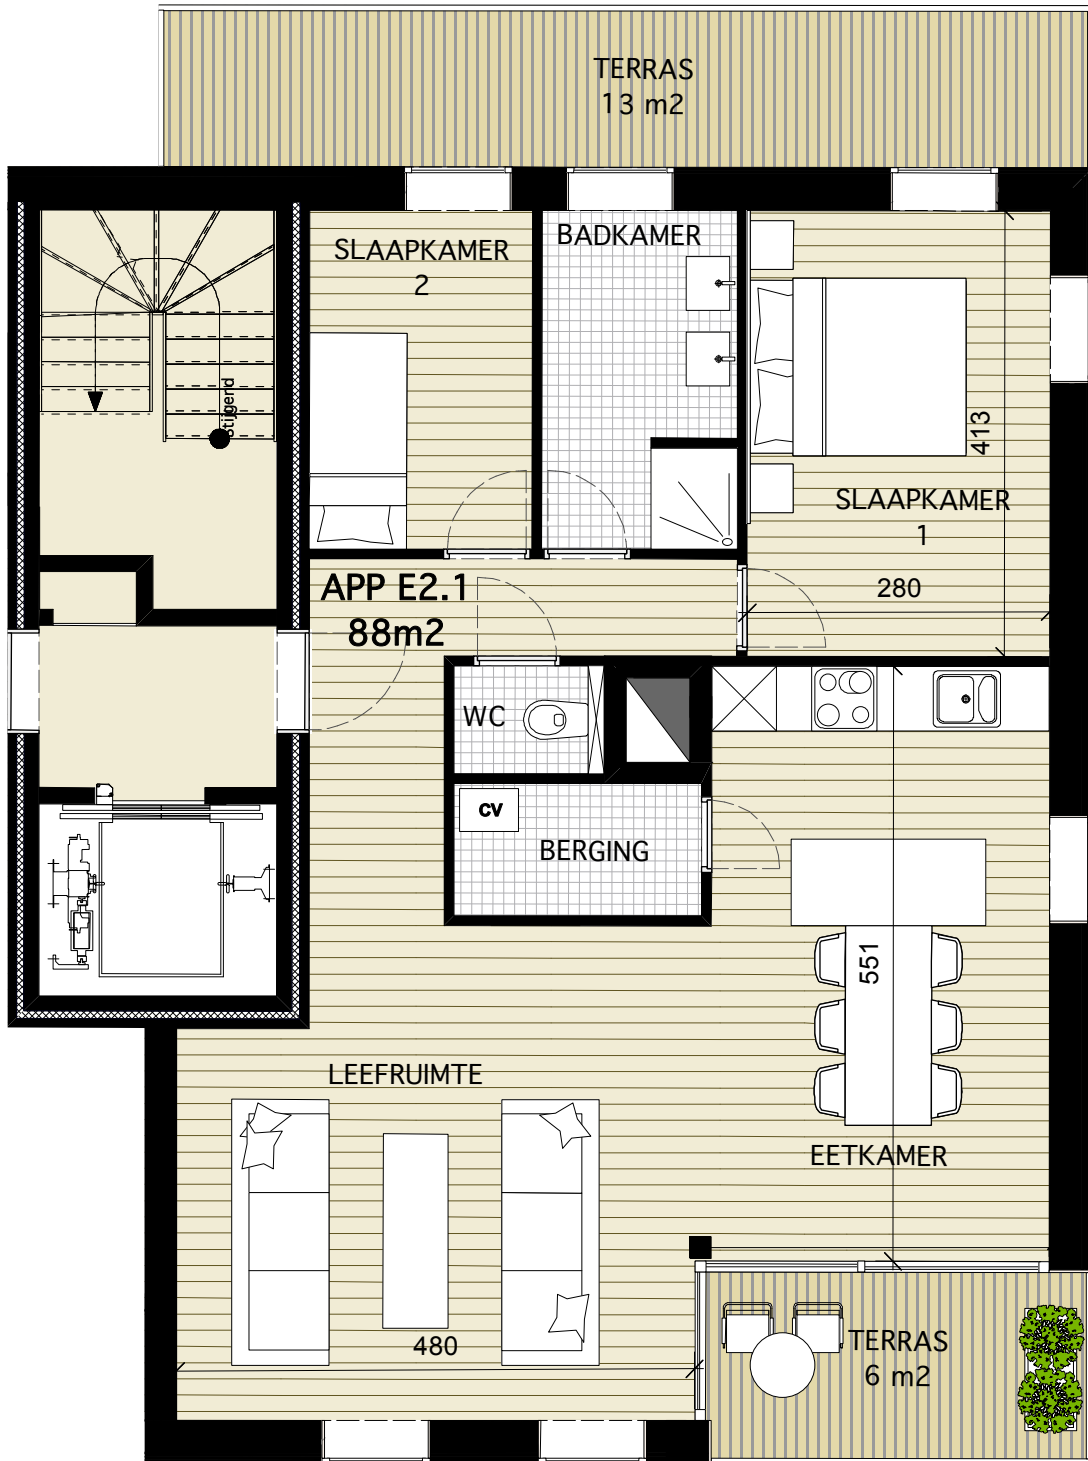 TERRAS
13 m2
SLAAPKAMER
2
BADKAMER
Stijgend
413
SLAAPKAMER
1
280
APP E2.1
88m2
WC
CV
BERGING
551
LEEFRUIMTE
EETKAMER
480
TERRAS
6 m2